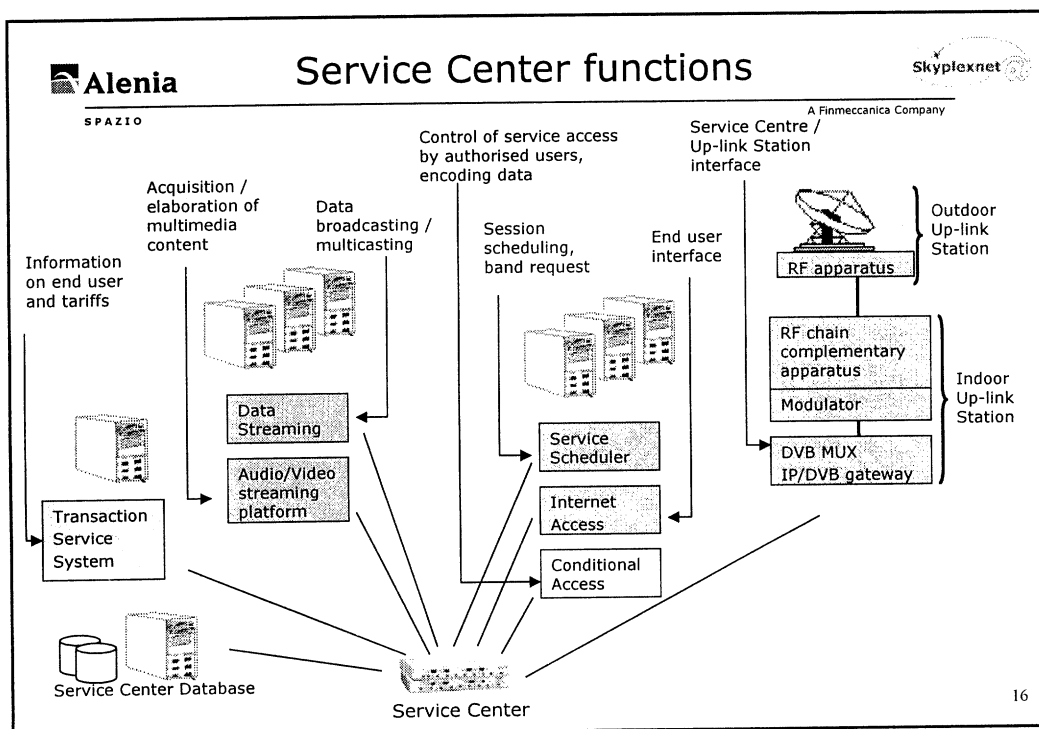 Alenia
SPAZIO
Service Center functions
Skyplexnet
A Finmeccanica Company
Information
on end user
and tariffs
Acquisition /
elaboration of
multimedia
content
Data
broadcasting /
multicasting
Control of service access
by authorised users,
encoding data
Session
scheduling,
band request
End user
interface
Service Centre /
Up-link Station
interface
RF apparatus
Outdoor
Up-link
Station
RF chain
complementary
apparatus
Modulator
DVB MUX
IP/DVB gateway
Indoor
Up-link
Station
Data
Streaming
Audio/Video
streaming
platform
Service
Scheduler
Internet
Access
Conditional
Access
Transaction
Service
System
Service Center Database
Service Center
16